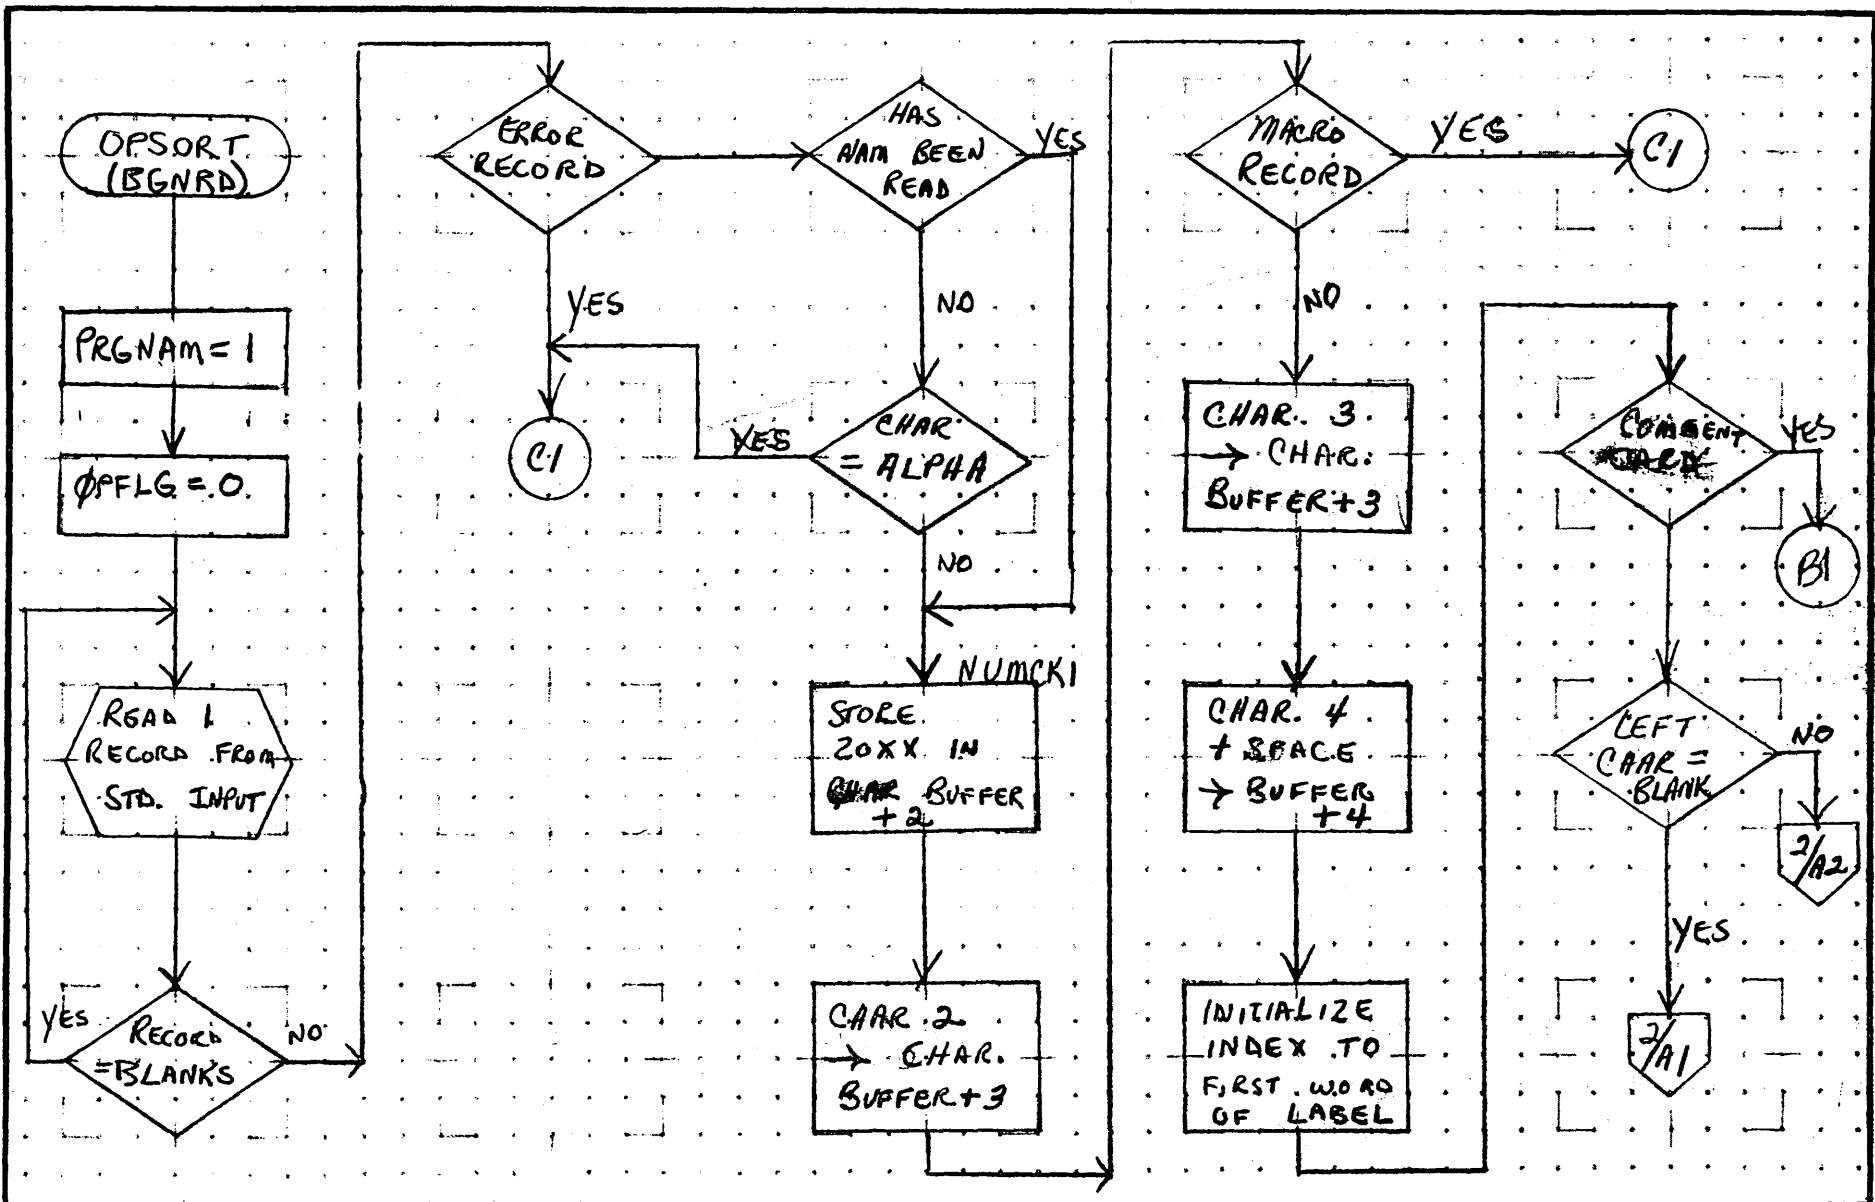 OPSORT
(BGNRD)
PRGNAM = 1
ØPFLG = 0
READ 1
RECORD FROM
STD. INPUT
RECORD
=BLANKS
YES
NO
ERROR
RECORD
YES
C1
HAS
NAM BEEN
READ
YES
NO
CHAR
= ALPHA
YES
NO
NUMCK1
STORE
20XX IN
CHAR BUFFER
+2
CHAR 2
→ CHAR.
BUFFER+3
MACRO
RECORD
YES
C1
NO
CHAR. 3
→ CHAR.
BUFFER+3
CHAR. 4
+ SPACE
→ BUFFER
+4
INITIALIZE
INDEX TO
FIRST WORD
OF LABEL
COMMENT
CARD
YES
B1
LEFT
CHAR =
BLANK
NO
2/A2
YES
2/A1